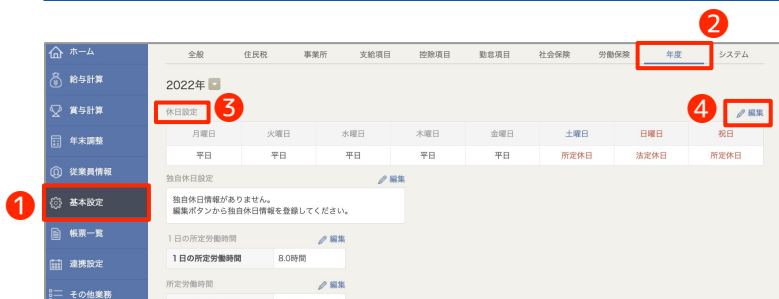 2
ホーム
全般 住民税 事業所 支給項目 控除項目 勤怠項目 社会保険 労働保険 年度 システム
給与計算
2022年
賞与計算
休日設定 3 4 編集
月曜日 火曜日 水曜日 木曜日 金曜日 土曜日 日曜日 祝日
年末調整
平日 平日 平日 平日 平日 所定休日 法定休日 所定休日
従業員情報
独自休日設定 編集
1 基本設定
独自休日情報がありません。
編集ボタンから独自休日情報を登録してください。
帳票一覧
1日の所定労働時間 編集
連携設定
1日の所定労働時間 8.0時間
所定労働時間 編集
その他業務